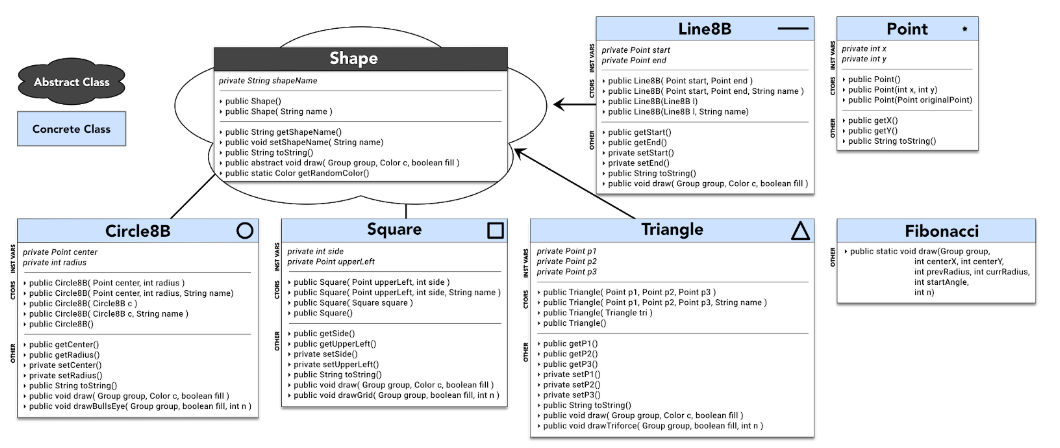 Abstract Class
Concrete Class
Shape
private String shapeName
public Shape()
public Shape( String name )
public String getShapeName()
public void setShapeName( String name)
public String toString()
public abstract void draw( Group group, Color c, boolean fill )
public static Color getRandomColor()
Line8B
INST VARS
private Point start
private Point end
CTORS
public Line8B( Point start, Point end )
public Line8B( Point start, Point end, String name )
public Line8B(Line8B l)
public Line8B(Line8B l, String name)
OTHER
public getStart()
public getEnd()
private setStart()
private setEnd()
public String toString()
public void draw( Group group, Color c, boolean fill )
Point
INST VARS
private int x
private int y
CTORS
public Point()
public Point(int x, int y)
public Point(Point originalPoint)
OTHER
public getX()
public getY()
public String toString()
Circle8B
INST VARS
private Point center
private int radius
CTORS
public Circle8B( Point center, int radius )
public Circle8B( Point center, int radius, String name)
public Circle8B( Circle8B c )
public Circle8B( Circle8B c, String name )
public Circle8B()
OTHER
public getCenter()
public getRadius()
private setCenter()
private setRadius()
public String toString()
public void draw( Group group, Color c, boolean fill )
public void drawBullsEye( Group group, boolean fill, int n )
Square
INST VARS
private int side
private Point upperLeft
CTORS
public Square( Point upperLeft, int side )
public Square( Point upperLeft, int side, String name )
public Square( Square square )
public Square()
OTHER
public getSide()
public getUpperLeft()
private setSide()
private setUpperLeft()
public String toString()
public void draw( Group group, Color c, boolean fill )
public void drawGrid( Group group, boolean fill, int n )
Triangle
INST VARS
private Point p1
private Point p2
private Point p3
CTORS
public Triangle( Point p1, Point p2, Point p3 )
public Triangle( Point p1, Point p2, Point p3, String name )
public Triangle( Triangle tri )
public Triangle()
OTHER
public getP1()
public getP2()
public getP3()
private setP1()
private setP2()
private setP3()
public String toString()
public void draw( Group group, Color c, boolean fill )
public void drawTriforce( Group group, boolean fill, int n )
Fibonacci
OTHER
public static void draw(Group group,
int centerX, int centerY,
int prevRadius, int currRadius,
int startAngle,
int n)